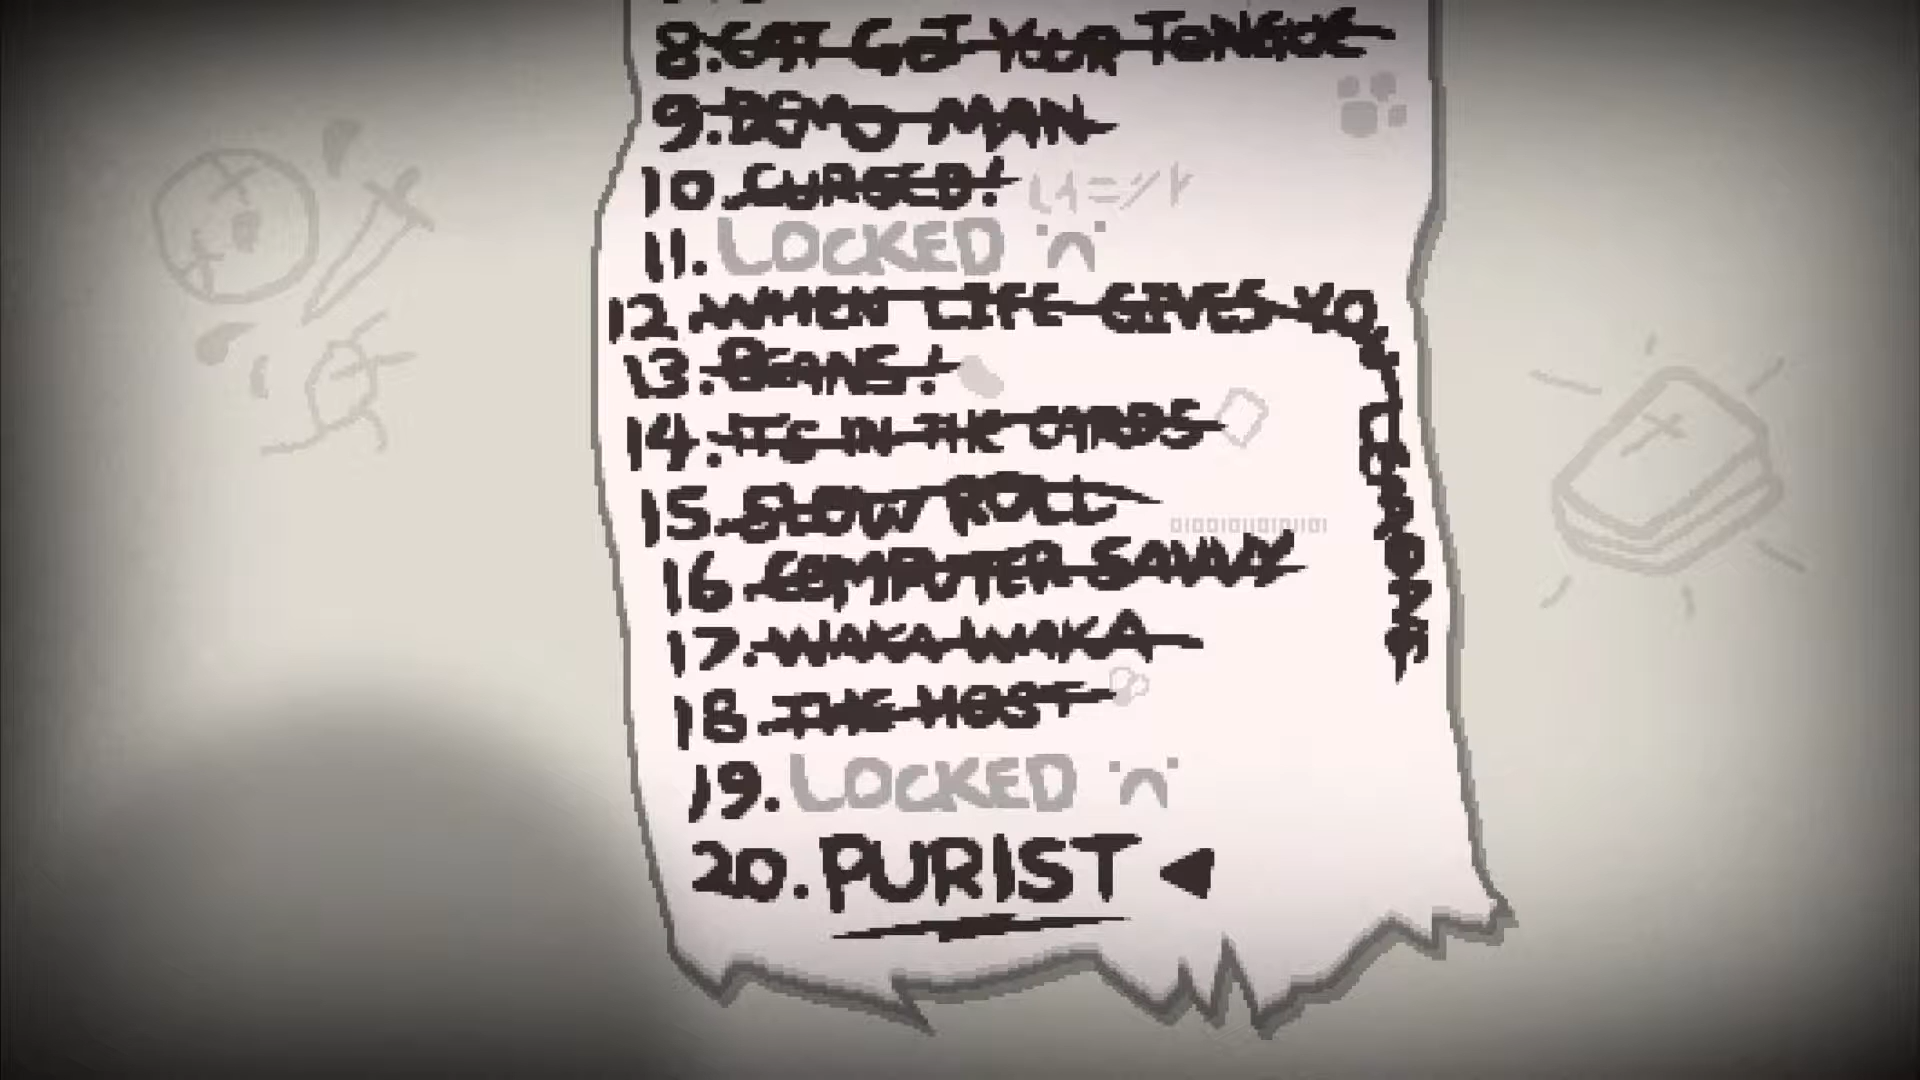 8. CAT GOT YOUR TONGUE
9. DEMO MAN
10. CURSED!
11. LOCKED
12 WHEN LIFE GIVES YOU LEMONS
13. BEANS!
14. ITS IN THE CARDS
15. SLOW ROLL
010010110101101
16. COMPUTER SAVVY
17. WAKA WAKA
18. THE HOST
19. LOCKED
20. PURIST